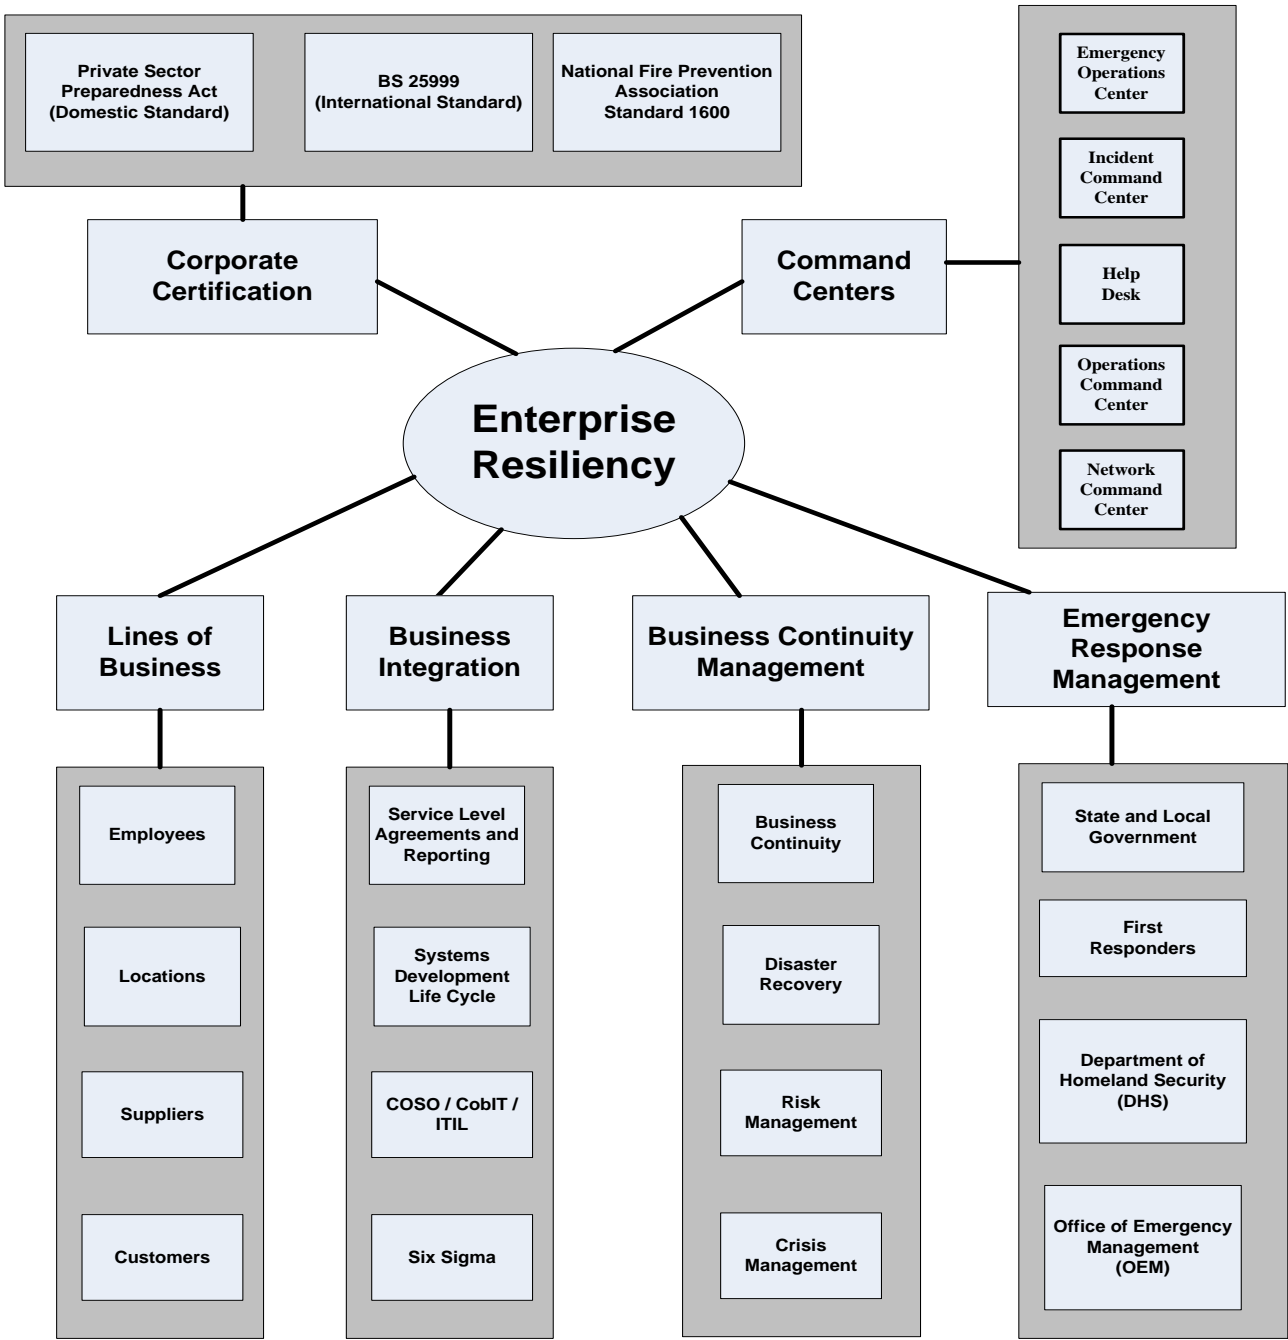 Private Sector
Preparedness Act
(Domestic Standard)
BS 25999
(International Standard)
National Fire Prevention
Association
Standard 1600
Emergency
Operations
Center
Incident
Command
Center
Help
Desk
Operations
Command
Center
Network
Command
Center
Corporate
Certification
Command
Centers
Enterprise
Resiliency
Lines of
Business
Business
Integration
Business Continuity
Management
Emergency
Response
Management
Employees
Locations
Suppliers
Customers
Service Level
Agreements and
Reporting
Systems
Development
Life Cycle
COSO / CobIT /
ITIL
Six Sigma
Business
Continuity
Disaster
Recovery
Risk
Management
Crisis
Management
State and Local
Government
First
Responders
Department of
Homeland Security
(DHS)
Office of Emergency
Management
(OEM)